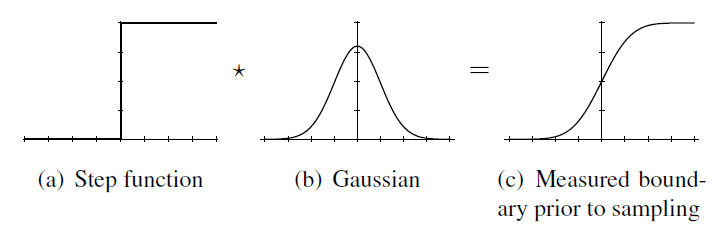 ⋆
=
(a) Step function
(b) Gaussian
(c) Measured bound-
ary prior to sampling